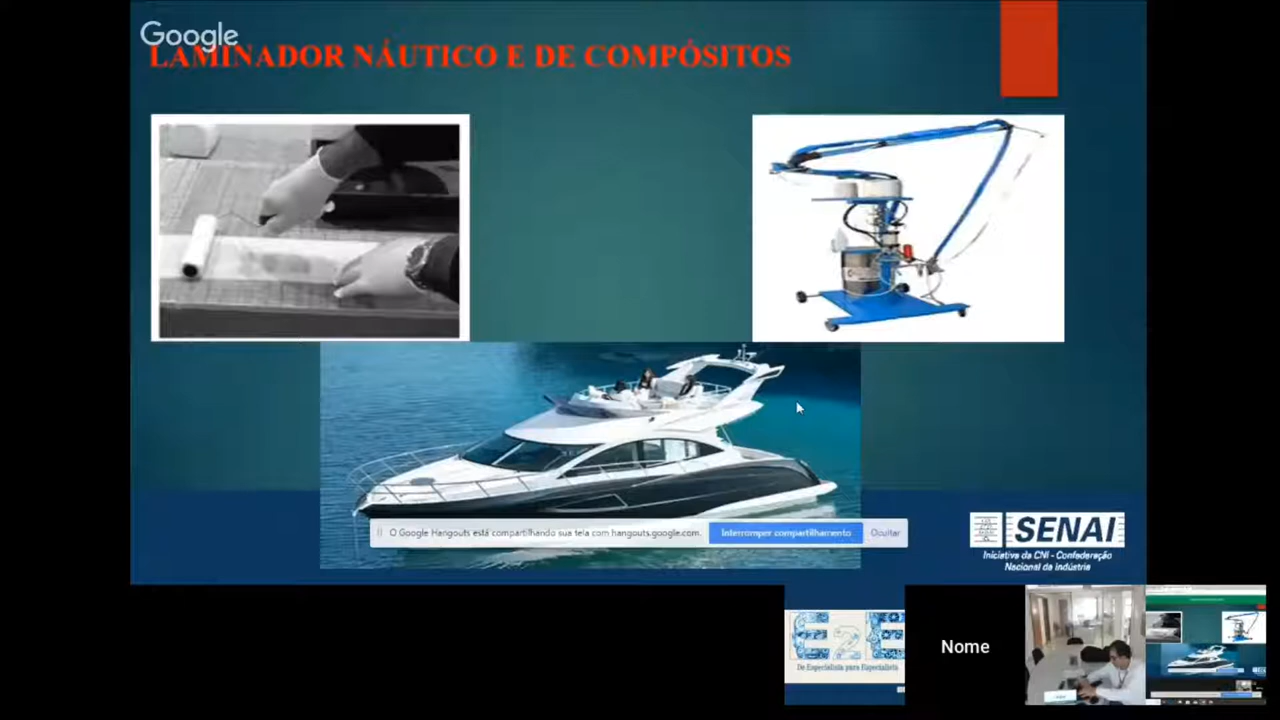 Google
LAMINADOR NÁUTICO E DE COMPÓSITOS
O Google Hangouts está compartilhando sua tela com hangouts.google.com.
Interromper compartilhamento
Ocultar
SENAI
Iniciativa da CNI - Confederação
Nacional da Indústria
E2E
De Especialista para Especialista
Nome